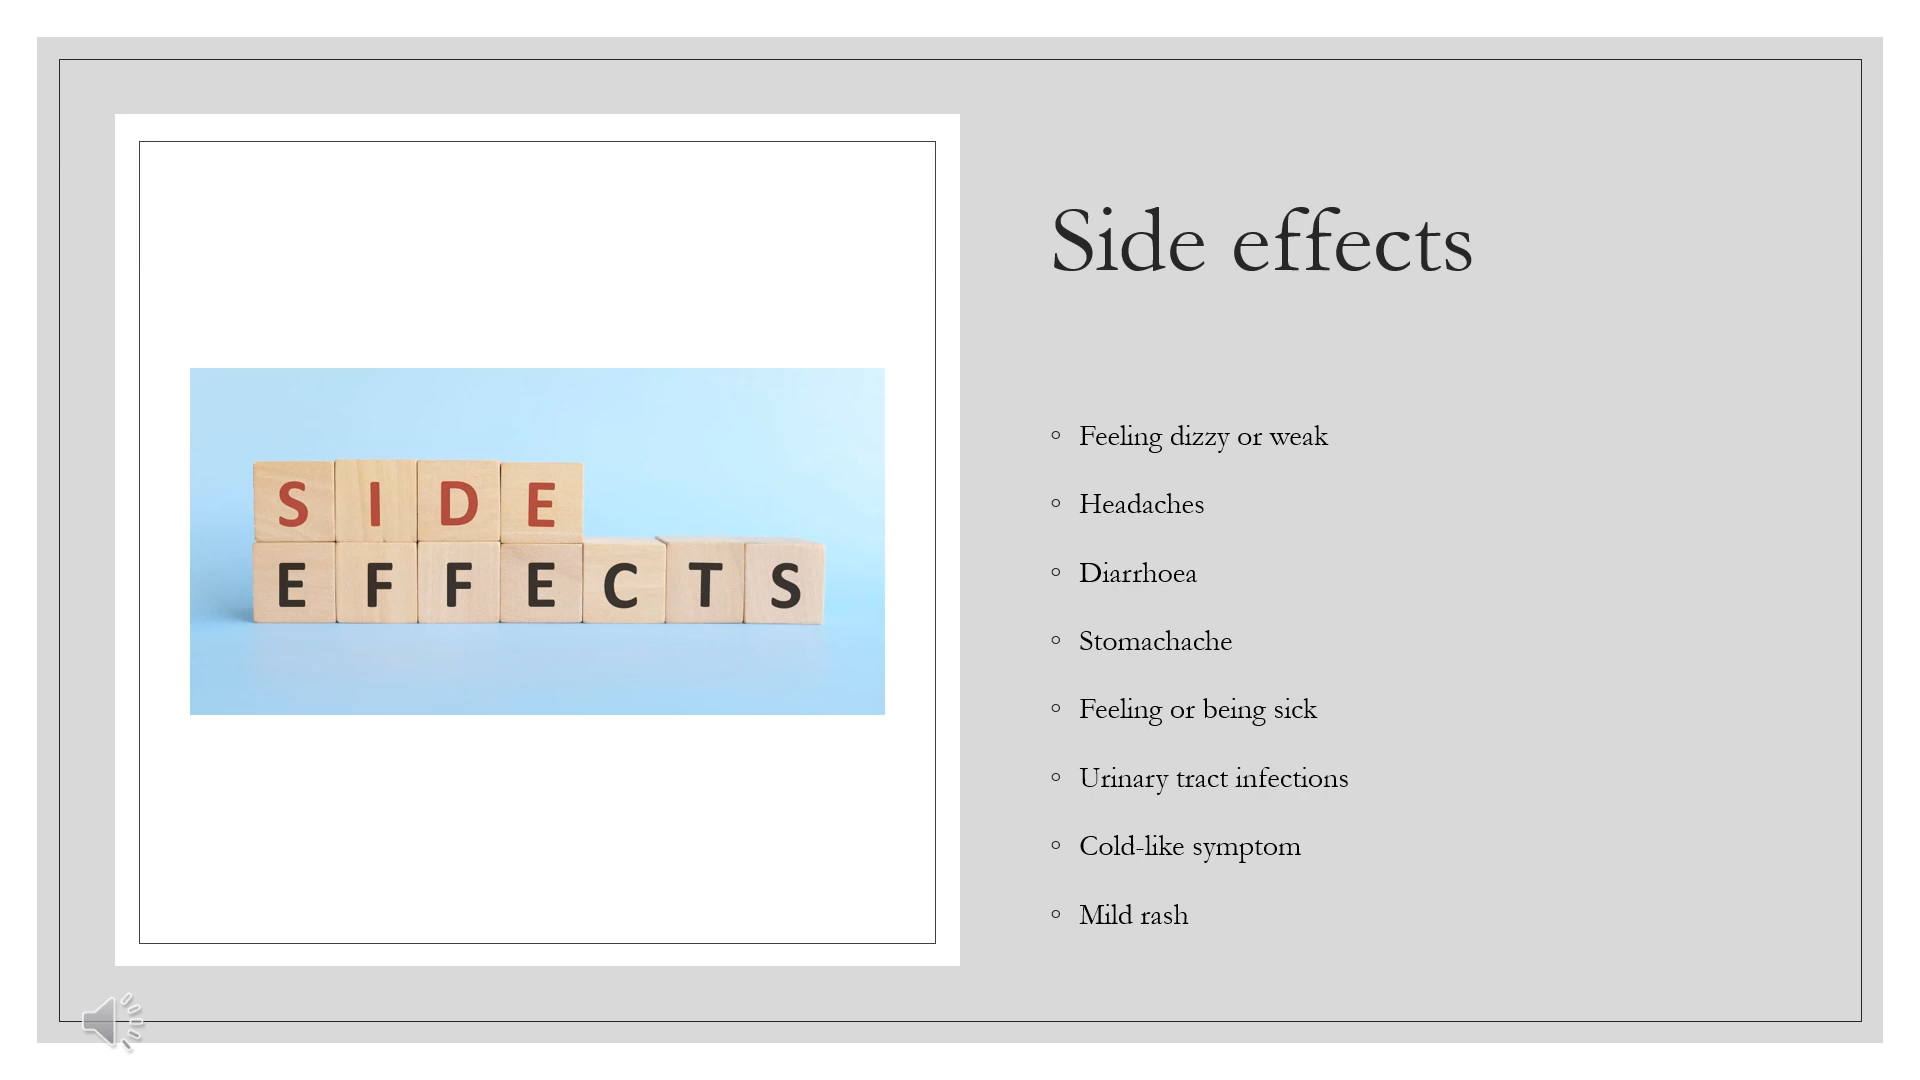 SIDE
EFFECTS
Side effects
◦ Feeling dizzy or weak
◦ Headaches
◦ Diarrhoea
◦ Stomachache
◦ Feeling or being sick
◦ Urinary tract infections
◦ Cold-like symptom
◦ Mild rash